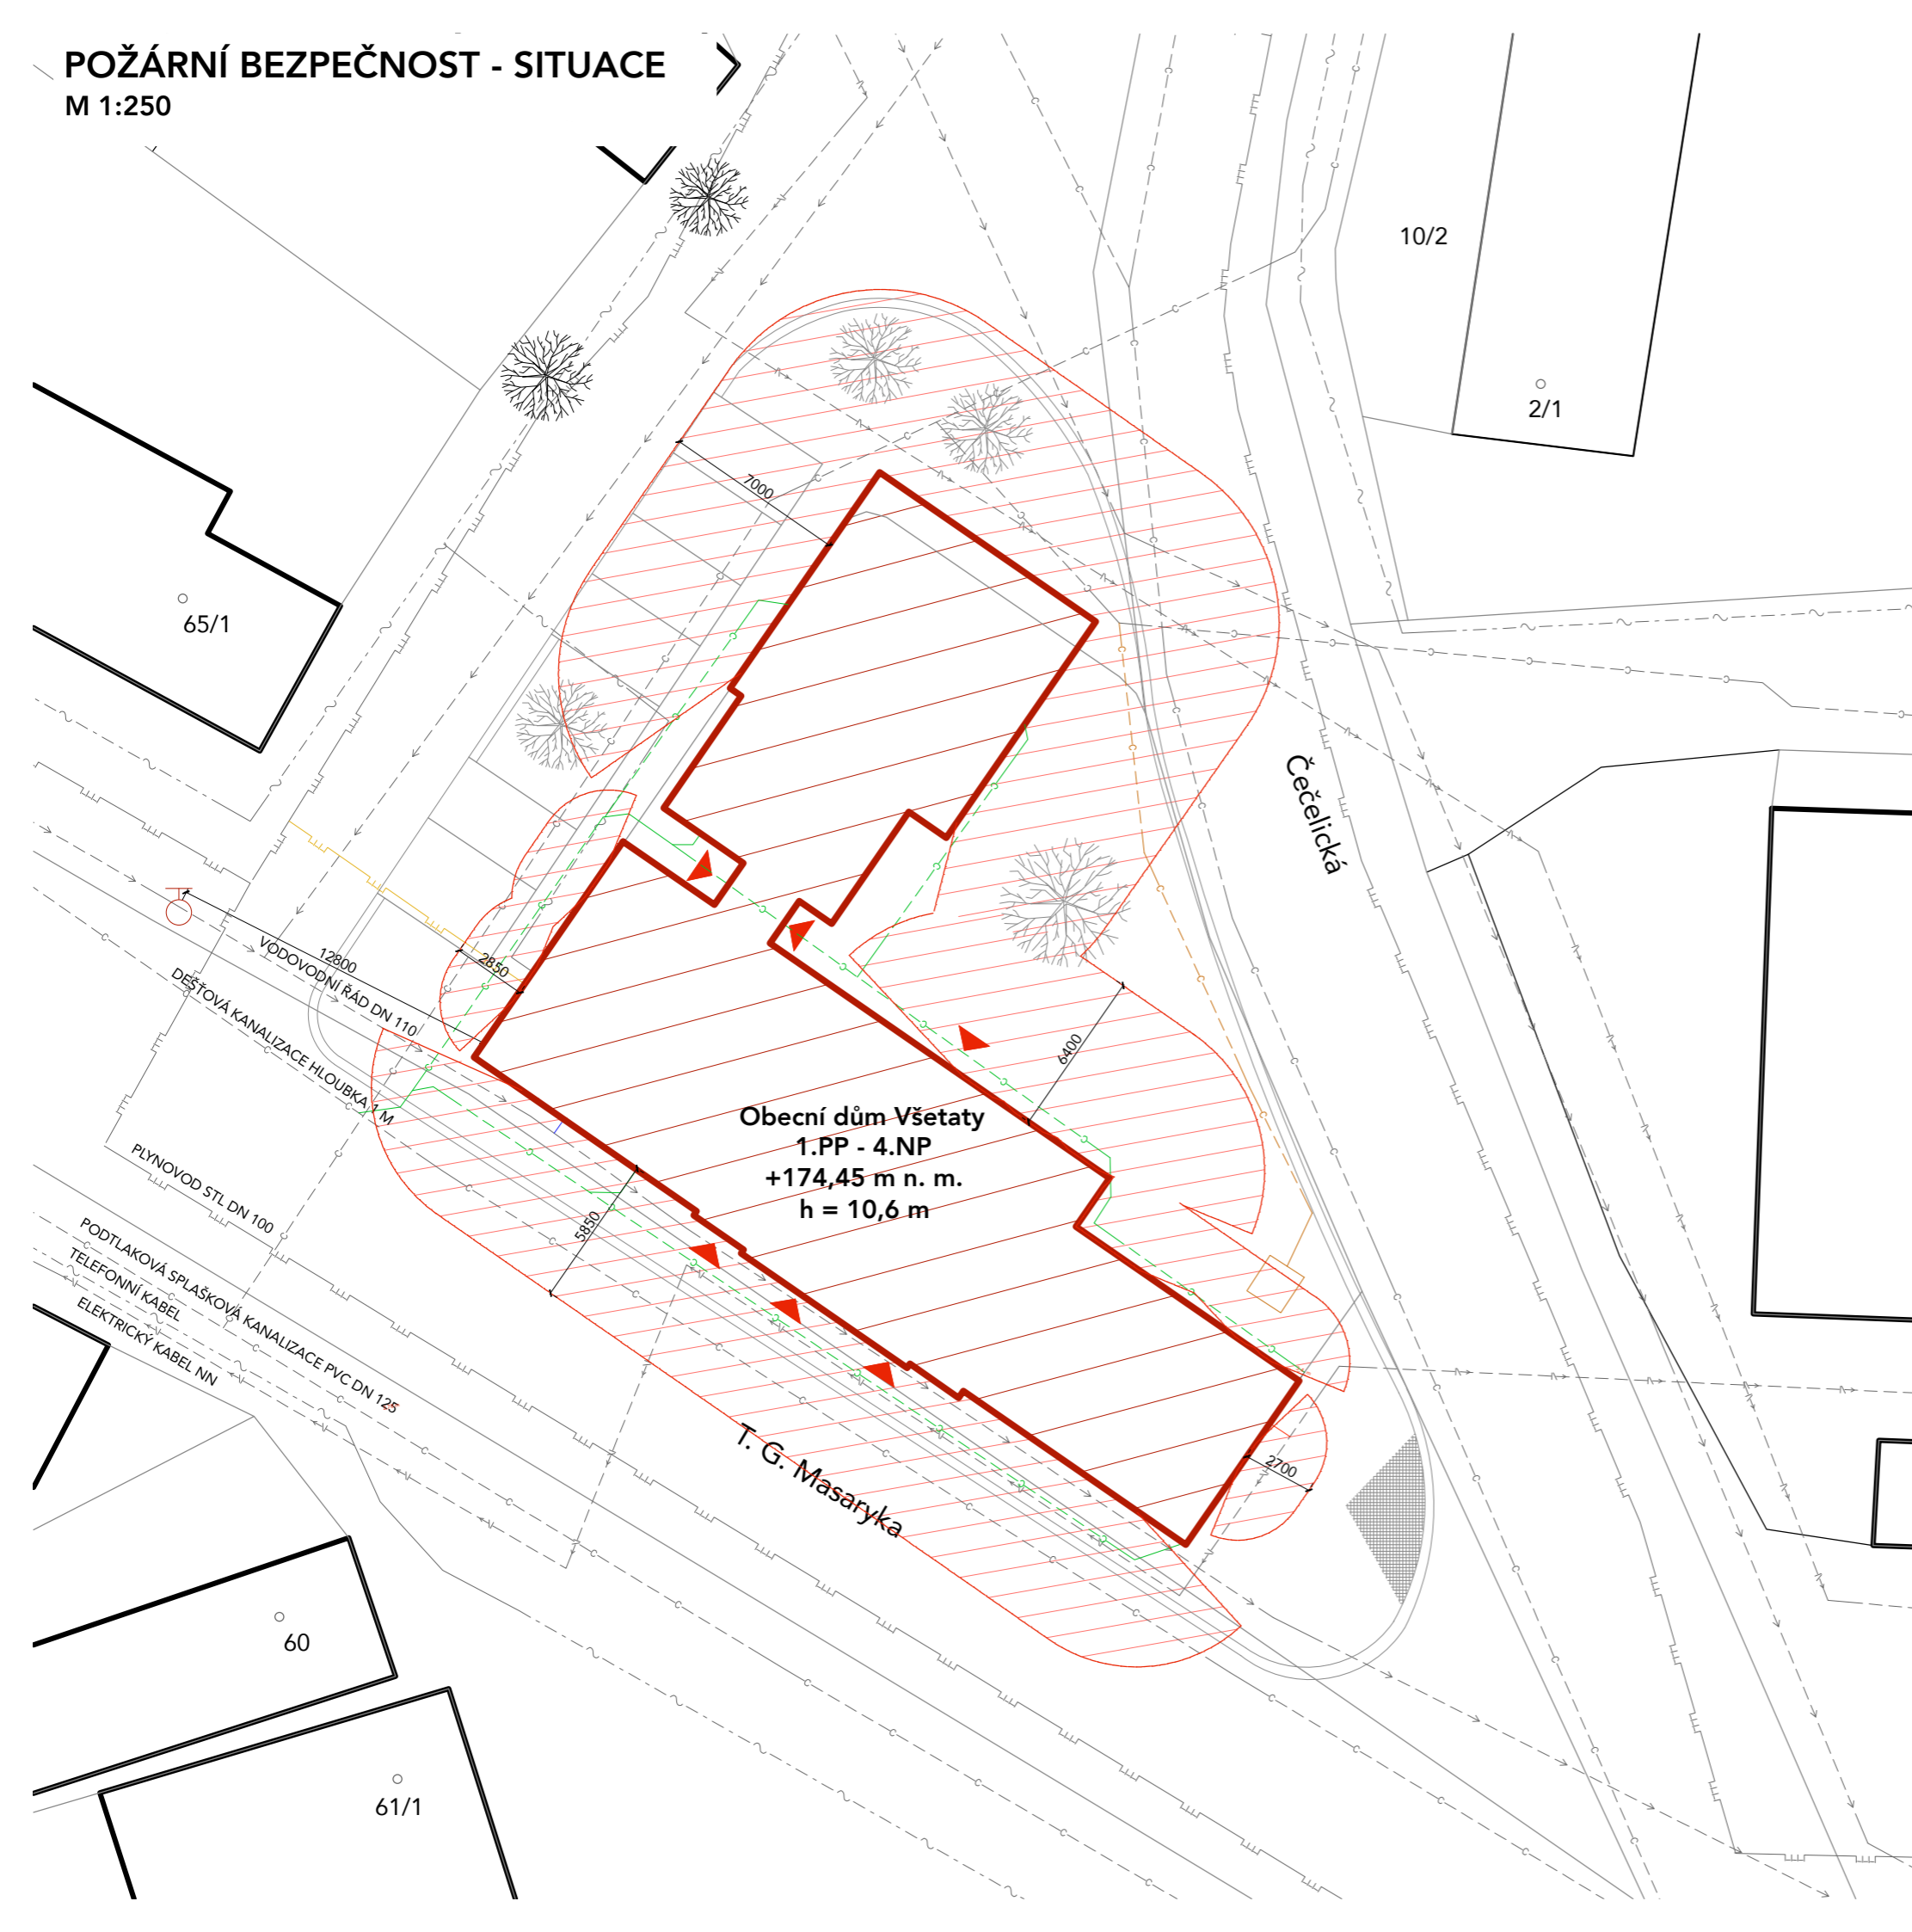 POŽÁRNÍ BEZPEČNOST - SITUACE
M 1:250
10/2
2/1
7000
65/1
Čečelická
12800
2850
VODOVODNÍ ŘÁD DN 110
DEŠŤOVÁ KANALIZACE HLOUBKA 1 M
6400
Obecní dům Všetaty
1.PP - 4.NP
+174,45 m n. m.
h = 10,6 m
PLYNOVOD STL DN 100
5850
PODTLAKOVÁ SPLAŠKOVÁ KANALIZACE PVC DN 125
TELEFONNÍ KABEL
ELEKTRICKÝ KABEL NN
T. G. Masaryka
2700
60
61/1